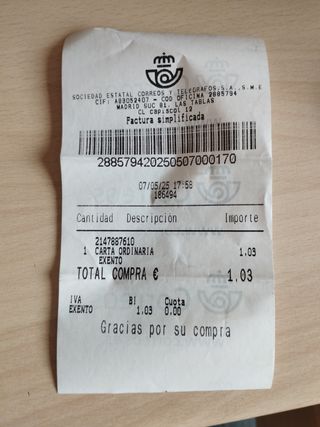 SOCIEDAD ESTATAL CORREOS Y TELEGRAFOS,S.A.,S.M.E
CIF: A83052407 - COD OFICINA 2885794
MADRID SUC 81, LAS TABLAS
CL Capiscol 12
Factura simplificada
288579420250507000170
07/05/25 17:58
186494
Cantidad Descripción Importe
2147887610
1 CARTA ORDINARIA 1.03
EXENTO
TOTAL COMPRA € 1.03
IVA BI Cuota
EXENTO 1.03 0.00
Gracias por su compra